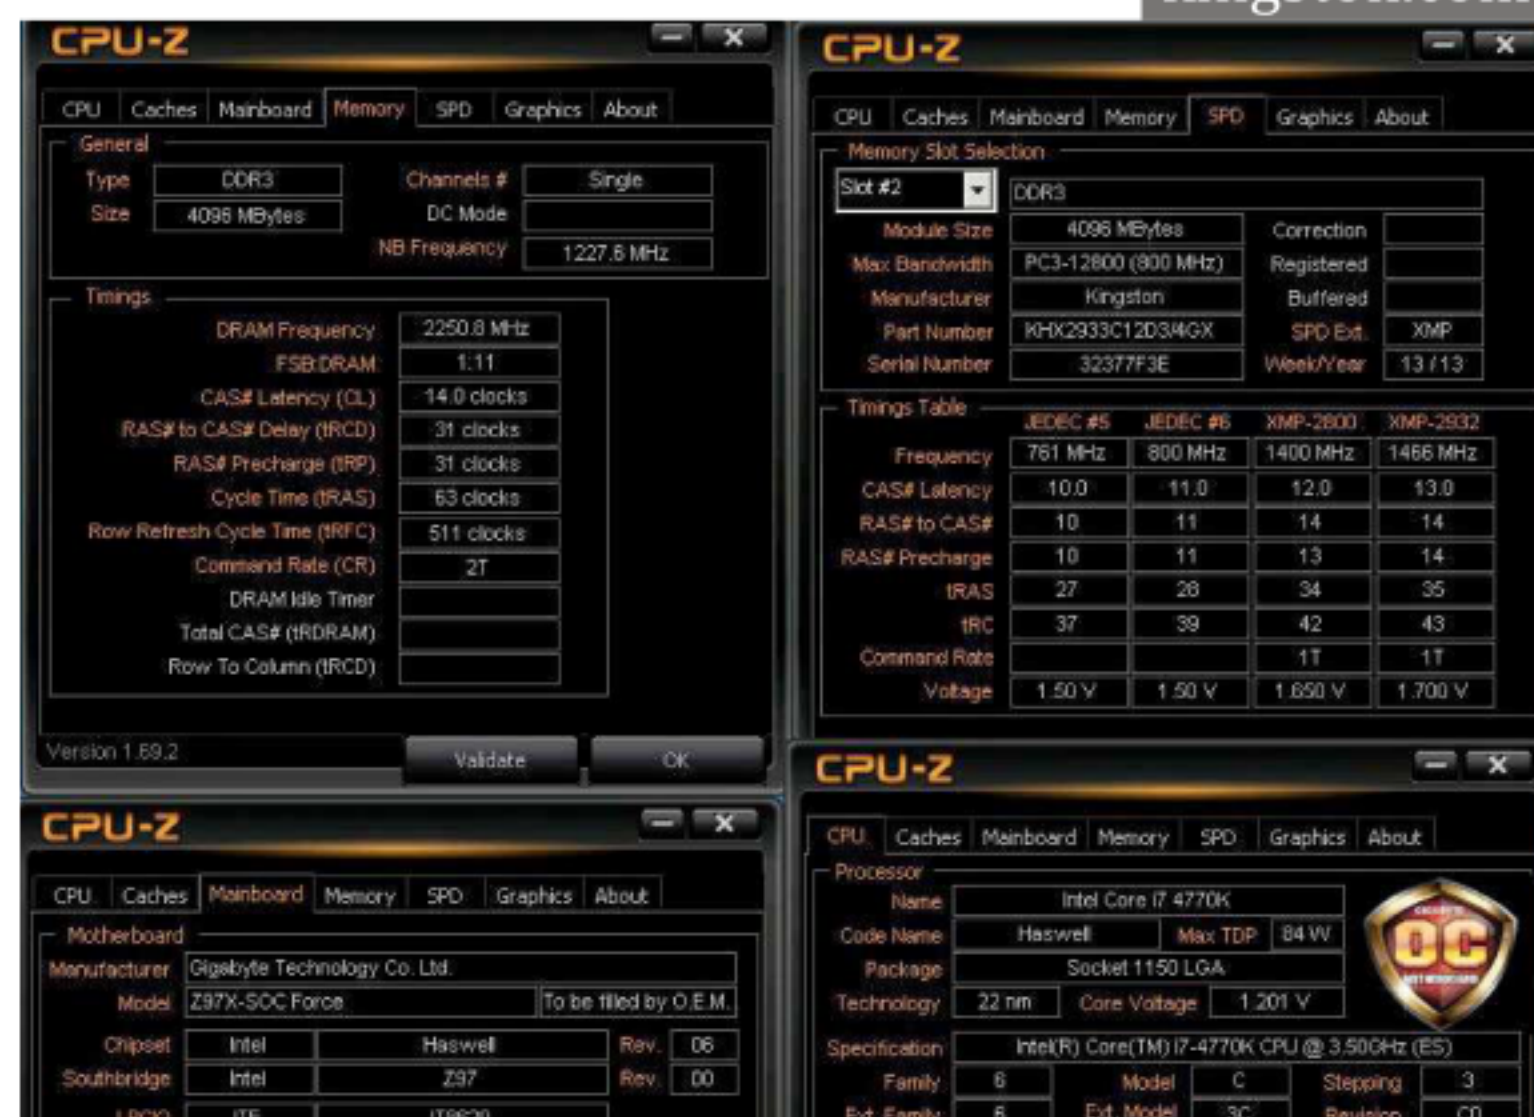 CPU-Z
CPU Caches Mainboard Memory SPD Graphics About
General
Type DDR3 Channels # Single
Size 4096 MBytes DC Mode
NB Frequency 1227.6 MHz
Timings
DRAM Frequency 2250.8 MHz
FSB:DRAM 1:11
CAS# Latency (CL) 14.0 clocks
RAS# to CAS# Delay (tRCD) 31 clocks
RAS# Precharge (tRP) 31 clocks
Cycle Time (tRAS) 63 clocks
Row Refresh Cycle Time (tRFC) 511 clocks
Command Rate (CR) 2T
DRAM Idle Timer
Total CAS# (tRDRAM)
Row To Column (tRCD)
Version 1.69.2 Validate OK
CPU-Z
CPU Caches Mainboard Memory SPD Graphics About
Memory Slot Selection
Slot #2 DDR3
Module Size 4096 MBytes Correction
Max Bandwidth PC3-12800 (800 MHz) Registered
Manufacturer Kingston Buffered
Part Number KHX2933C12D3/4GX SPD Ext. XMP
Serial Number 32377F3E Week/Year 13 / 13
Timings Table
JEDEC #5 JEDEC #6 XMP-2800 XMP-2932
Frequency 761 MHz 800 MHz 1400 MHz 1466 MHz
CAS# Latency 10.0 11.0 12.0 13.0
RAS# to CAS# 10 11 14 14
RAS# Precharge 10 11 13 14
tRAS 27 28 34 35
tRC 37 39 42 43
Command Rate 1T 1T
Voltage 1.50 V 1.50 V 1.650 V 1.700 V
CPU-Z
CPU Caches Mainboard Memory SPD Graphics About
Motherboard
Manufacturer Gigabyte Technology Co. Ltd.
Model Z97X-SOC Force To be filled by O.E.M.
Chipset Intel Haswell Rev. 06
Southbridge Intel Z97 Rev. 00
LPCIO ITE
CPU-Z
CPU Caches Mainboard Memory SPD Graphics About
Processor
Name Intel Core i7 4770K
Code Name Haswell Max TDP 84 W
Package Socket 1150 LGA
Technology 22 nm Core Voltage 1.201 V
OC
Specification Intel(R) Core(TM) i7-4770K CPU @ 3.50GHz (ES)
Family 6 Model C Stepping 3
Ext. Family 6 Ext. Model 3C Revision C0